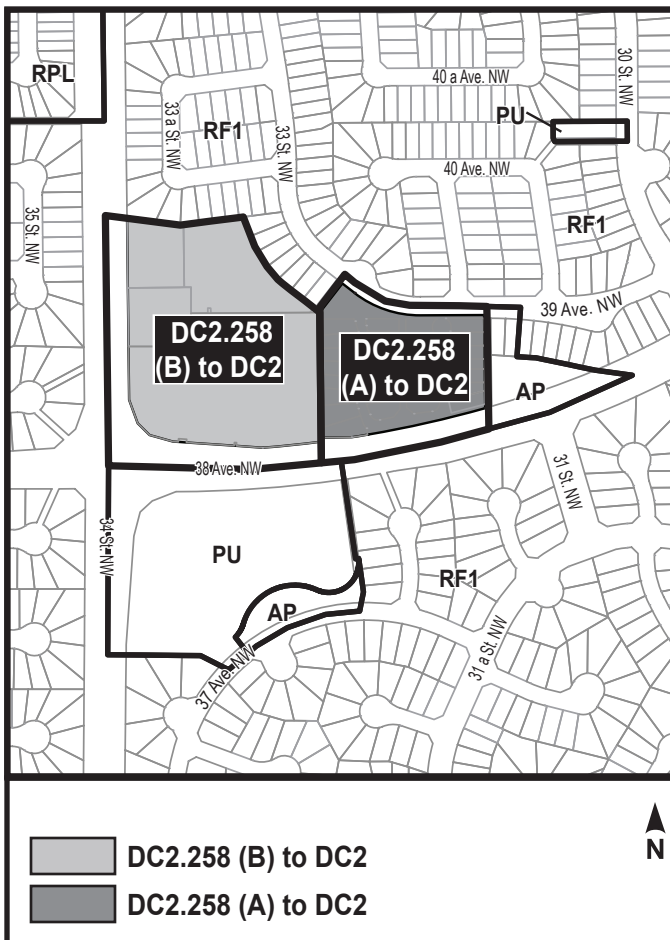 RPL
40 a Ave. NW
30 St. NW
PU
33 a St. NW
RF1
33 St. NW
40 Ave. NW
35 St. NW
RF1
39 Ave. NW
DC2.258
(B) to DC2
DC2.258
(A) to DC2
AP
38 Ave. NW
31 St. NW
34 St. NW
PU
RF1
AP
31 a St. NW
37 Ave. NW
DC2.258 (B) to DC2
DC2.258 (A) to DC2
N